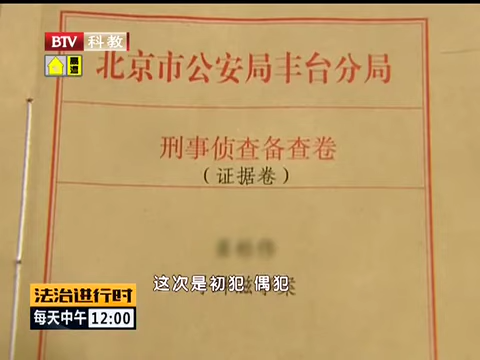 BTV 科教
频道
北京市公安局丰台分局
刑事侦查备查卷
（证据卷）
这次是初犯 偶犯
法治进行时
每天中午 12:00